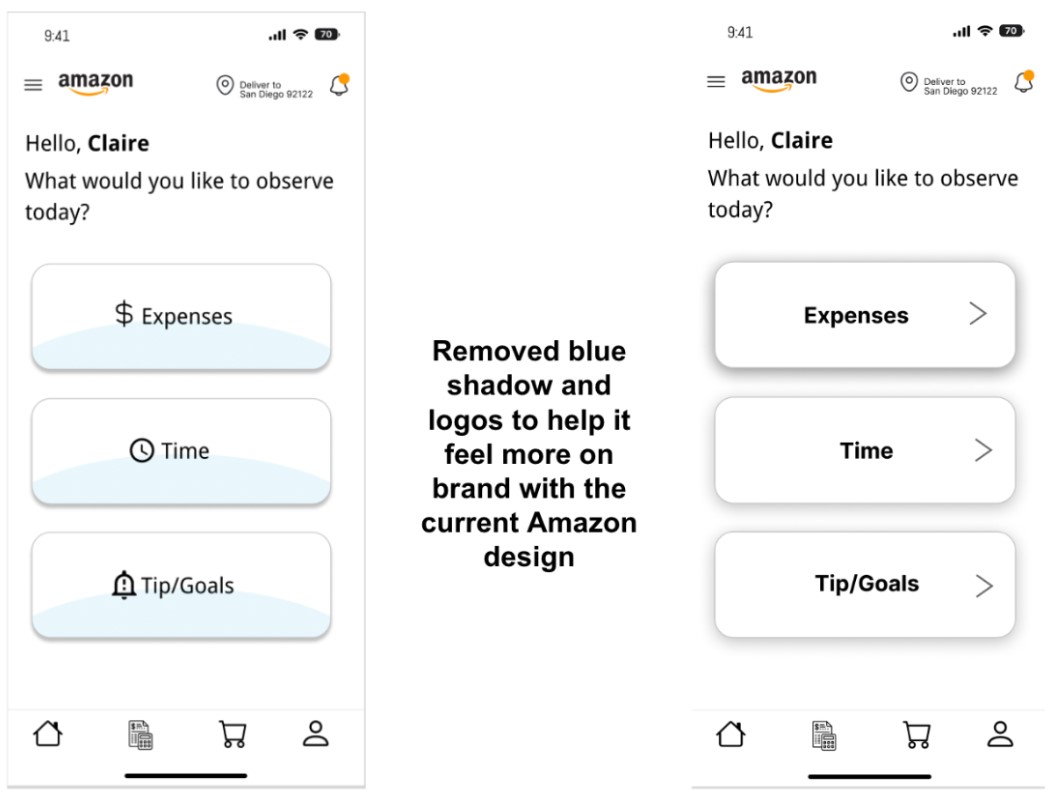 9:41
70
amazon
Deliver to
San Diego 92122
Hello, Claire
What would you like to observe
today?
$ Expenses
Time
Tip/Goals
Removed blue
shadow and
logos to help it
feel more on
brand with the
current Amazon
design
9:41
70
amazon
Deliver to
San Diego 92122
Hello, Claire
What would you like to observe
today?
Expenses
Time
Tip/Goals